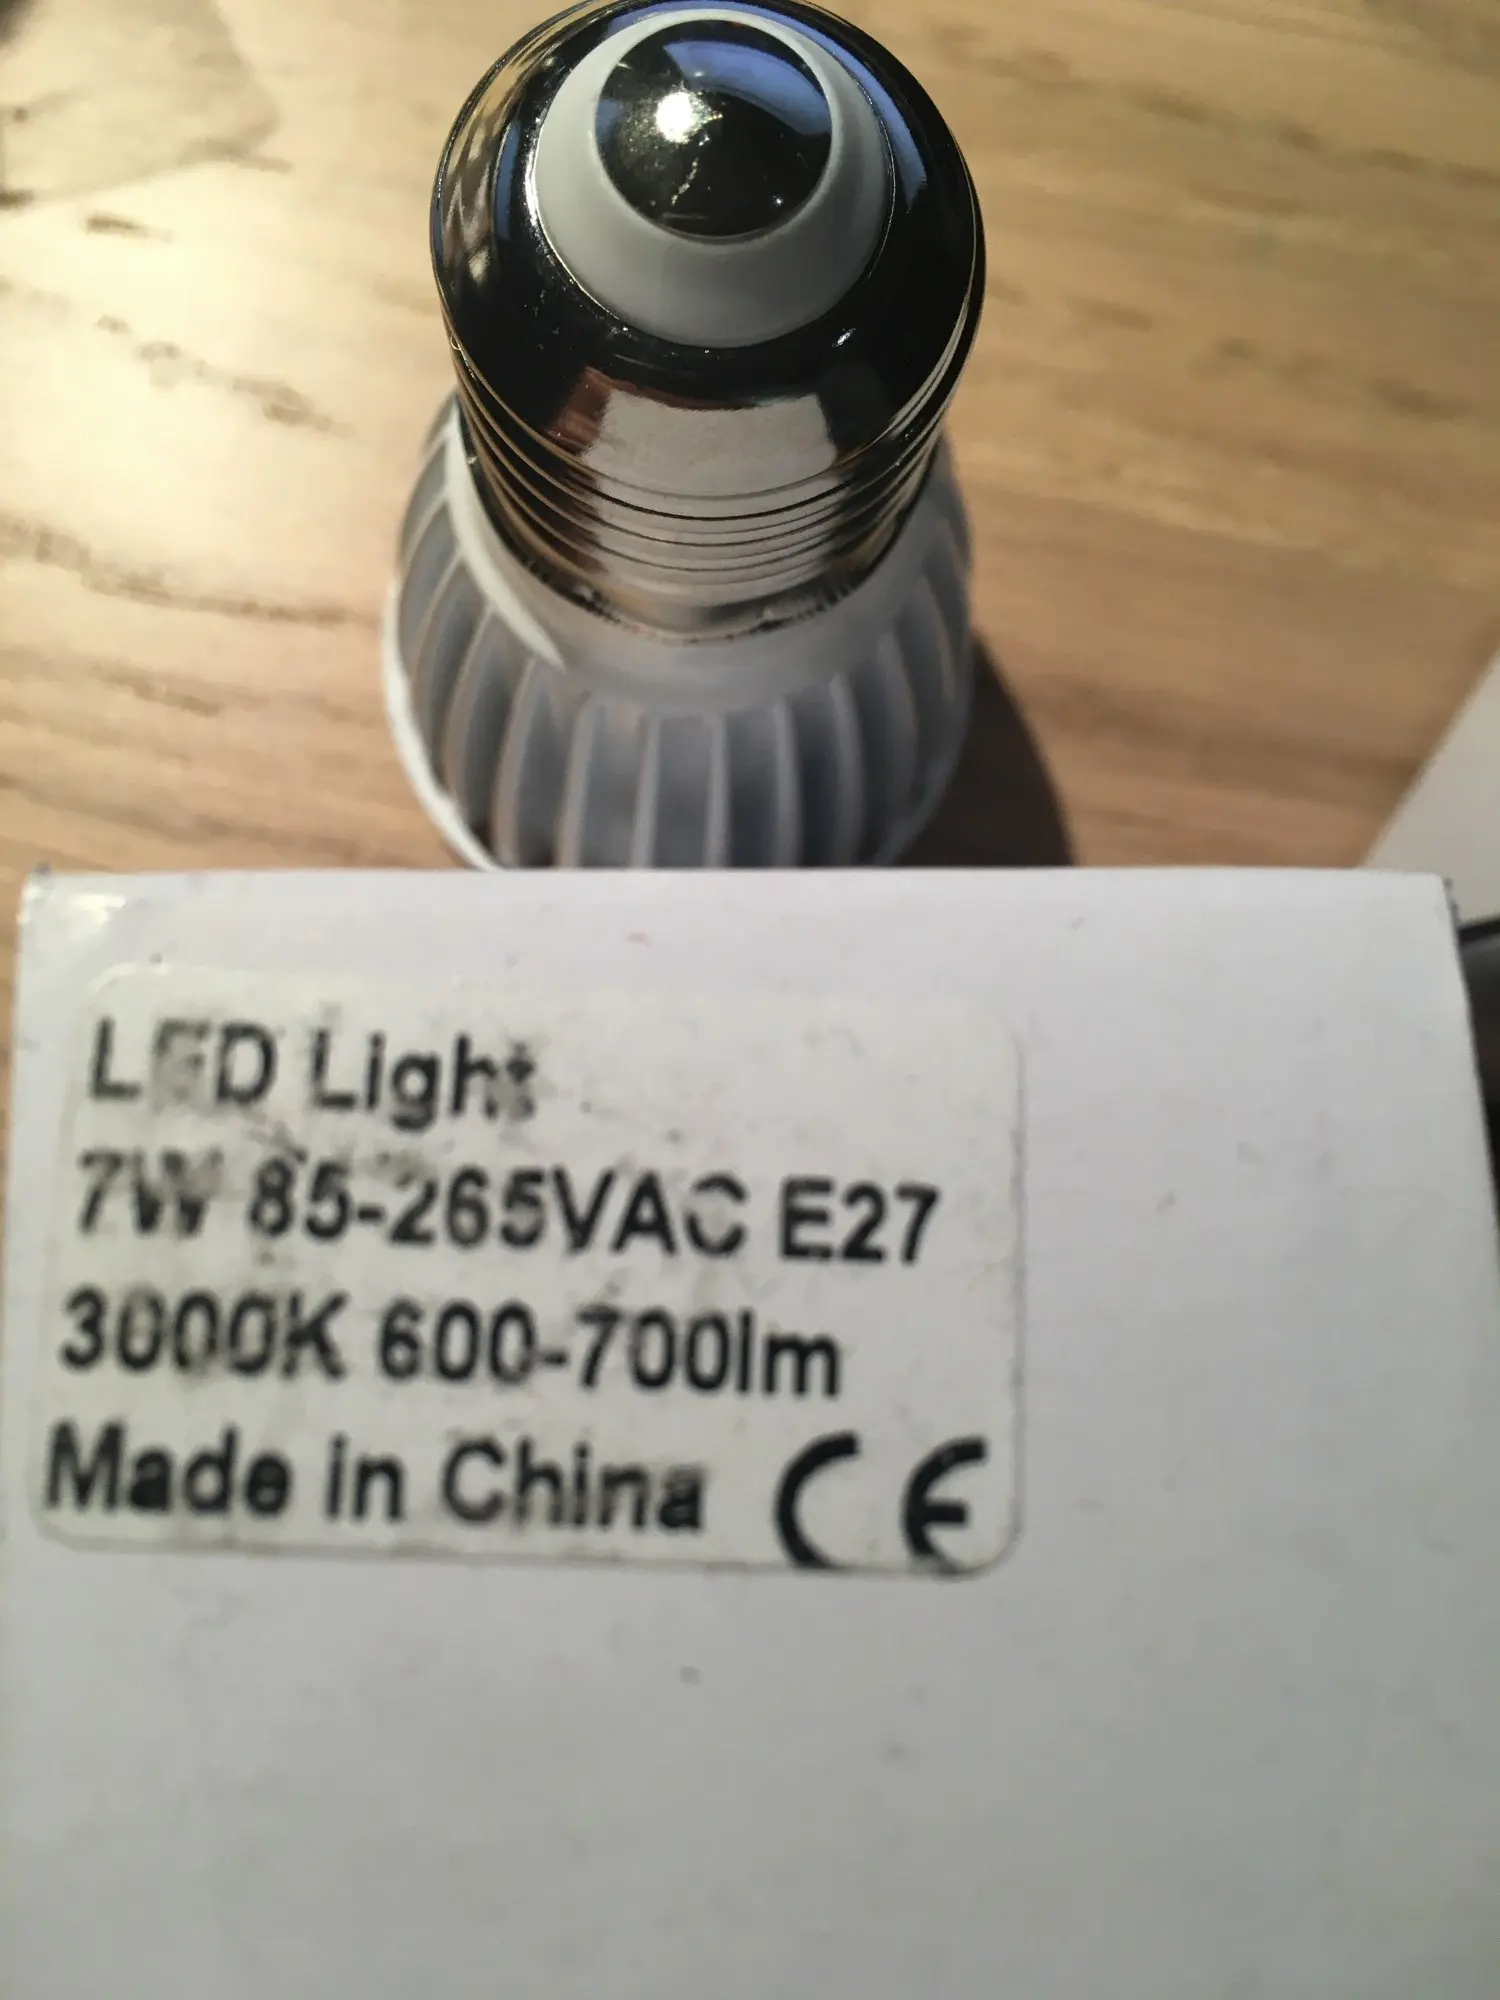 LED Light
7W 85-265VAC E27
3000K 600-700lm
Made in China CE